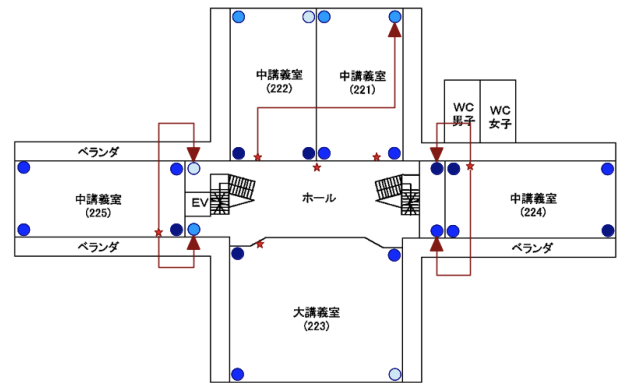 中講義室
(222)
中講義室
(221)
WC
男子
WC
女子
ベランダ
中講義室
(225)
EV
ホール
中講義室
(224)
ベランダ
ベランダ
大講義室
(223)